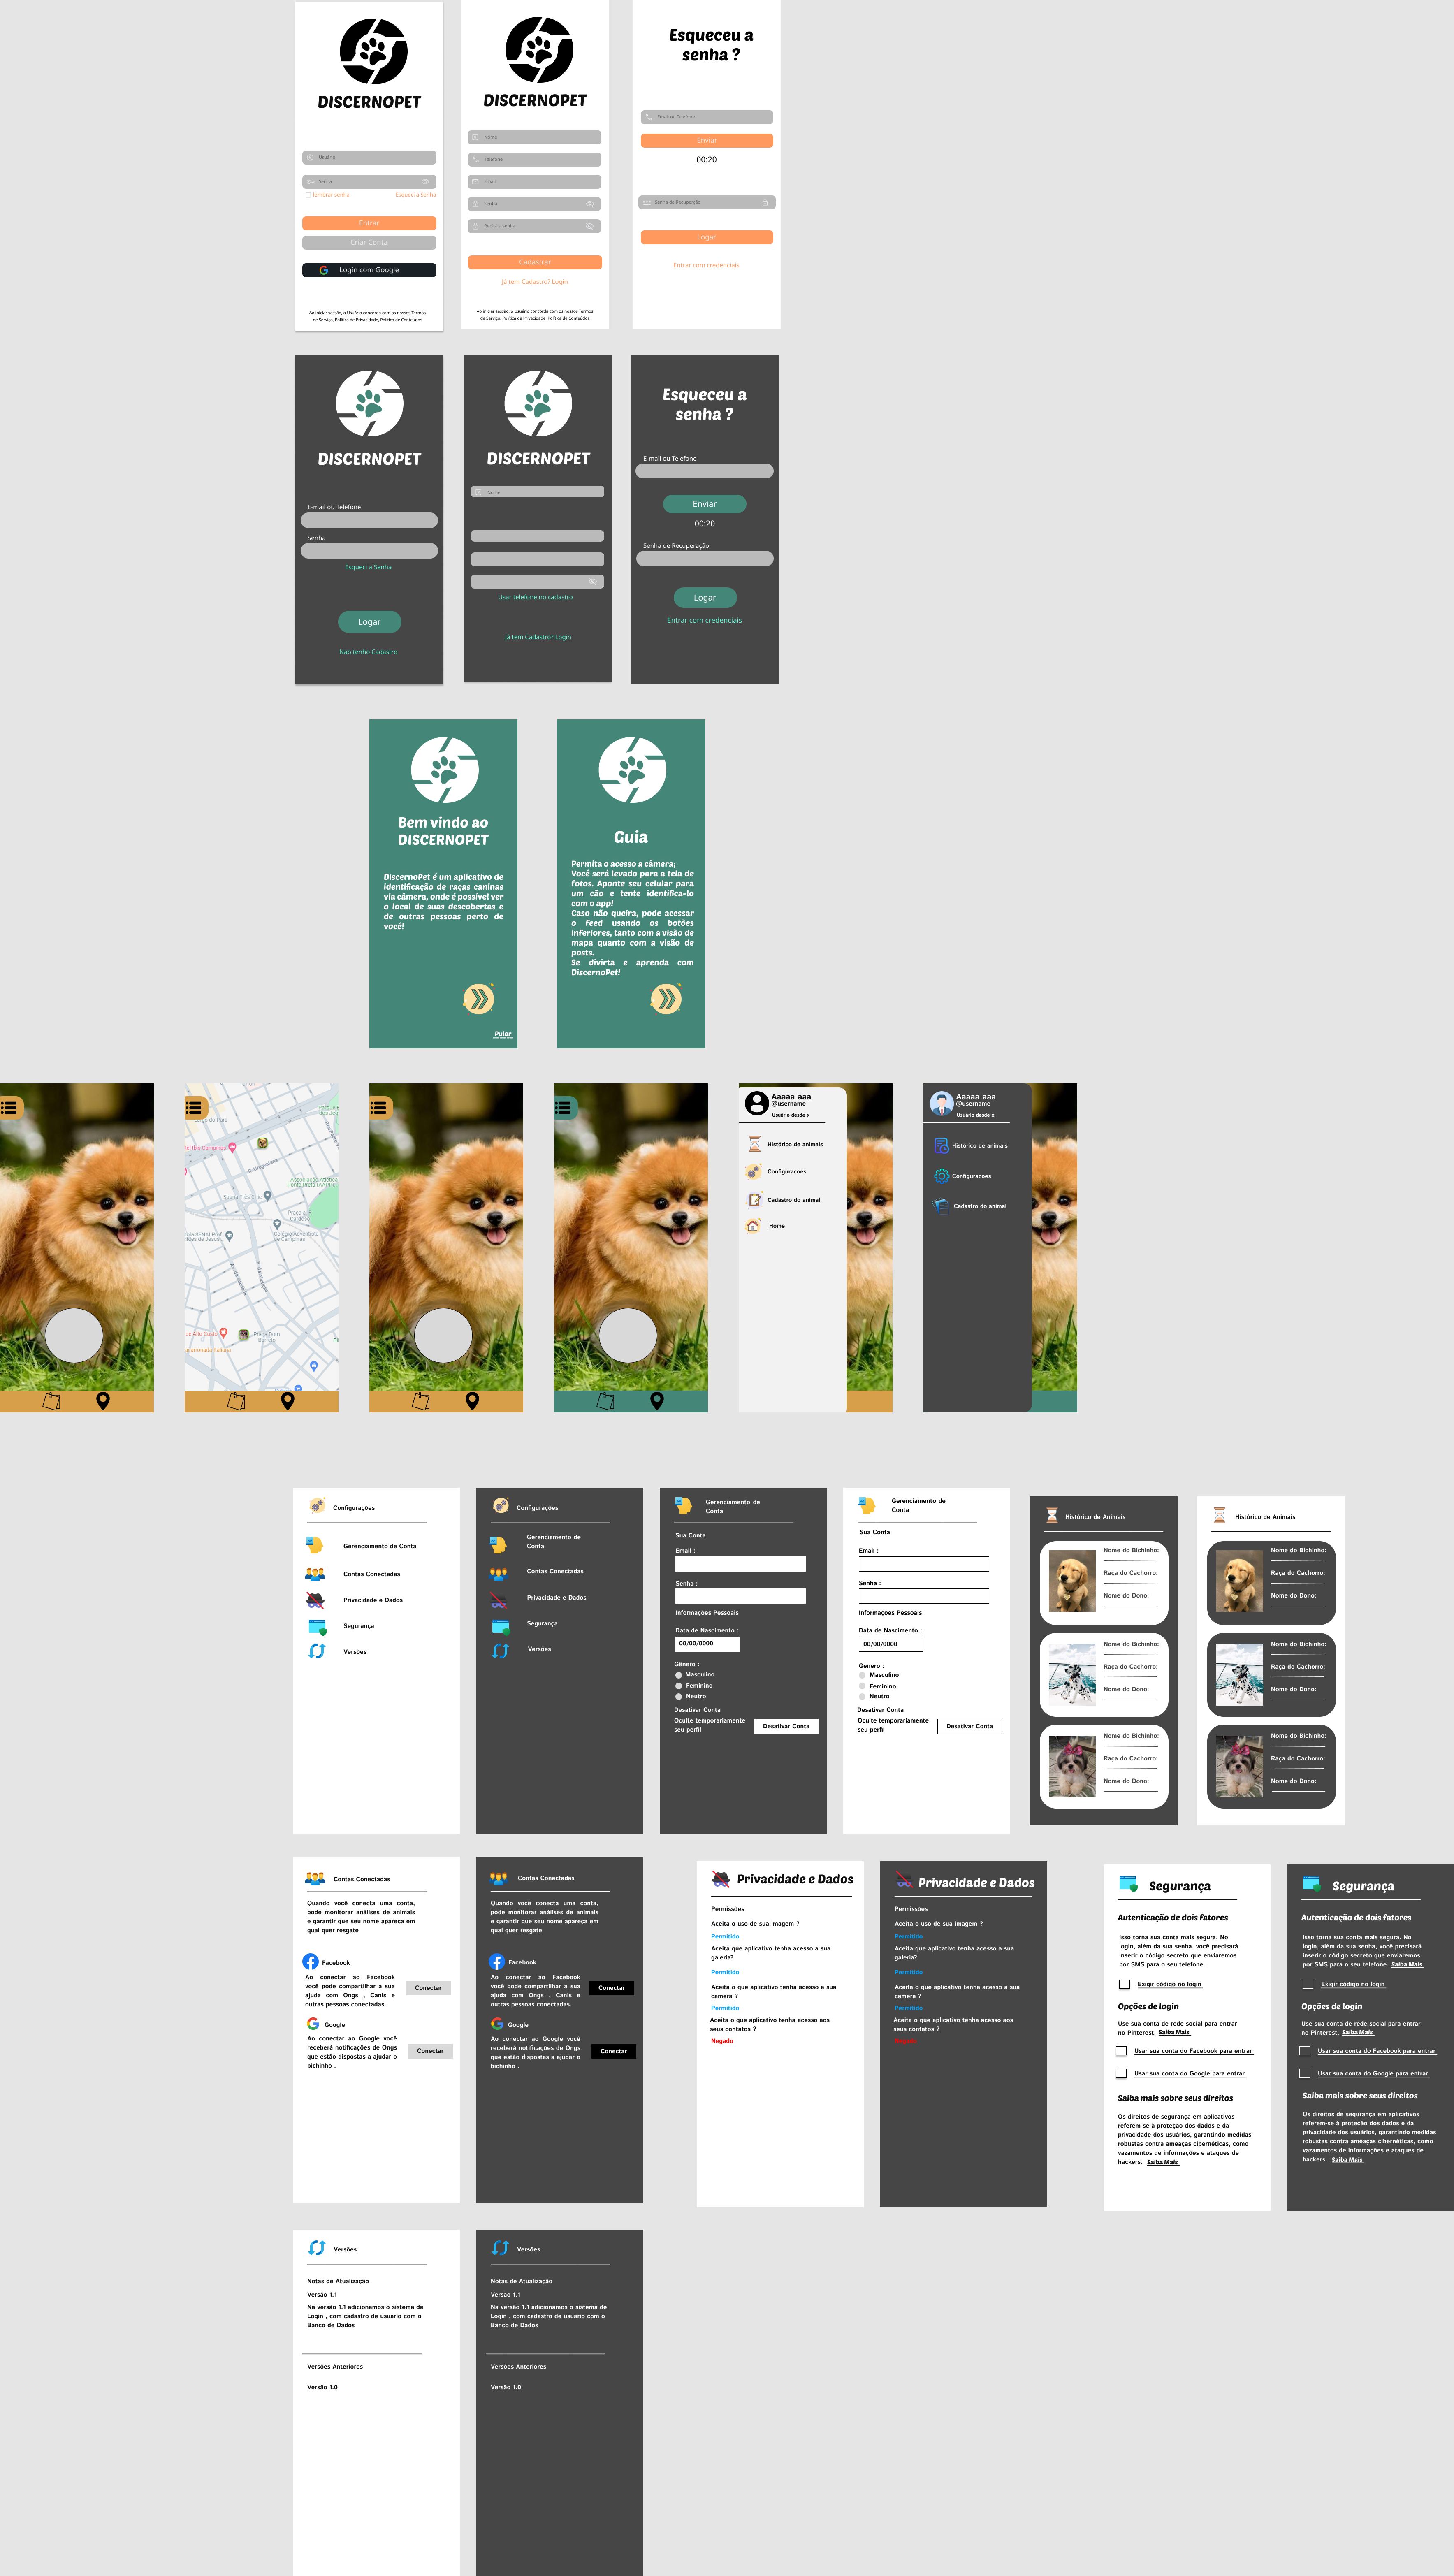 DISCERNOPET
Usuário
Senha
lembrar senha
Esqueci a Senha
Entrar
Criar Conta
Login com Google
Ao iniciar sessão, o Usuário concorda com os nossos Termos
de Serviço, Política de Privacidade, Política de Conteúdos
DISCERNOPET
Nome
Telefone
Email
Senha
Repita a senha
Cadastrar
Já tem Cadastro? Login
Ao iniciar sessão, o Usuário concorda com os nossos Termos
de Serviço, Política de Privacidade, Política de Conteúdos
Esqueceu a
senha ?
Email ou Telefone
Enviar
00:20
Senha de Recuperção
Logar
Entrar com credenciais
DISCERNOPET
E-mail ou Telefone
Senha
Esqueci a Senha
Logar
Nao tenho Cadastro
DISCERNOPET
Nome
Usar telefone no cadastro
Já tem Cadastro? Login
Esqueceu a
senha ?
E-mail ou Telefone
Enviar
00:20
Senha de Recuperação
Logar
Entrar com credenciais
Bem vindo ao
DISCERNOPET
DiscernoPet é um aplicativo de
identificação de raças caninas
via câmera, onde é possível ver
o local de suas descobertas e
de outras pessoas perto de
você!
Pular
Guia
Permita o acesso a câmera;
Você será levado para a tela de
fotos. Aponte seu celular para
um cão e tente identifica-lo
com o app!
Caso não queira, pode acessar
o feed usando os botões
inferiores, tanto com a visão de
mapa quanto com a visão de
posts.
Se divirta e aprenda com
DiscernoPet!
do Pará
Campinas
Associação Atlética
Ponte Preta (AAPP)
Praça
Colégio Adventista
de Campinas
SENAI Prof.
Praça Dom
Barreto
Aaaaa aaa
@username
Usuário desde x
Histórico de animais
Configuracoes
Cadastro do animal
Home
Aaaaa aaa
@username
Usuário desde x
Histórico de animais
Configuracoes
Cadastro do animal
Configurações
Gerenciamento de Conta
Contas Conectadas
Privacidade e Dados
Segurança
Versões
Configurações
Gerenciamento de
Conta
Contas Conectadas
Privacidade e Dados
Segurança
Versões
Gerenciamento de
Conta
Sua Conta
Email :
Senha :
Informações Pessoais
Data de Nascimento :
00/00/0000
Gênero :
Masculino
Feminino
Neutro
Desativar Conta
Oculte temporariamente
seu perfil
Desativar Conta
Gerenciamento de
Conta
Sua Conta
Email :
Senha :
Informações Pessoais
Data de Nascimento :
00/00/0000
Genero :
Masculino
Feminino
Neutro
Desativar Conta
Oculte temporariamente
seu perfil
Desativar Conta
Histórico de Animais
Nome do Bichinho:
Raça do Cachorro:
Nome do Dono:
Nome do Bichinho:
Raça do Cachorro:
Nome do Dono:
Nome do Bichinho:
Raça do Cachorro:
Nome do Dono:
Histórico de Animais
Nome do Bichinho:
Raça do Cachorro:
Nome do Dono:
Nome do Bichinho:
Raça do Cachorro:
Nome do Dono:
Nome do Bichinho:
Raça do Cachorro:
Nome do Dono:
Contas Conectadas
Quando você conecta uma conta,
pode monitorar análises de animais
e garantir que seu nome apareça em
qual quer resgate
Facebook
Ao conectar ao Facebook
você pode compartilhar a sua
ajuda com Ongs , Canis e
outras pessoas conectadas.
Conectar
Google
Ao conectar ao Google você
receberá notificações de Ongs
que estão dispostas a ajudar o
bichinho .
Conectar
Contas Conectadas
Quando você conecta uma conta,
pode monitorar análises de animais
e garantir que seu nome apareça em
qual quer resgate
Facebook
Ao conectar ao Facebook
você pode compartilhar a sua
ajuda com Ongs , Canis e
outras pessoas conectadas.
Conectar
Google
Ao conectar ao Google você
receberá notificações de Ongs
que estão dispostas a ajudar o
bichinho .
Conectar
Privacidade e Dados
Permissões
Aceita o uso de sua imagem ?
Permitido
Aceita que aplicativo tenha acesso a sua
galeria?
Permitido
Aceita o que aplicativo tenha acesso a sua
camera ?
Permitido
Aceita o que aplicativo tenha acesso aos
seus contatos ?
Negado
Privacidade e Dados
Permissões
Aceita o uso de sua imagem ?
Permitido
Aceita que aplicativo tenha acesso a sua
galeria?
Permitido
Aceita o que aplicativo tenha acesso a sua
camera ?
Permitido
Aceita o que aplicativo tenha acesso aos
seus contatos ?
Negado
Segurança
Autenticação de dois fatores
Isso torna sua conta mais segura. No
login, além da sua senha, você precisará
inserir o código secreto que enviaremos
por SMS para o seu telefone.
Exigir código no login
Opções de login
Use sua conta de rede social para entrar
no Pinterest. Saiba Mais
Usar sua conta do Facebook para entrar
Usar sua conta do Google para entrar
Saiba mais sobre seus direitos
Os direitos de segurança em aplicativos
referem-se à proteção dos dados e da
privacidade dos usuários, garantindo medidas
robustas contra ameaças cibernéticas, como
vazamentos de informações e ataques de
hackers. Saiba Mais
Segurança
Autenticação de dois fatores
Isso torna sua conta mais segura. No
login, além da sua senha, você precisará
inserir o código secreto que enviaremos
por SMS para o seu telefone. Saiba Mais
Exigir código no login
Opções de login
Use sua conta de rede social para entrar
no Pinterest. Saiba Mais
Usar sua conta do Facebook para entrar
Usar sua conta do Google para entrar
Saiba mais sobre seus direitos
Os direitos de segurança em aplicativos
referem-se à proteção dos dados e da
privacidade dos usuários, garantindo medidas
robustas contra ameaças cibernéticas, como
vazamentos de informações e ataques de
hackers. Saiba Mais
Versões
Notas de Atualização
Versão 1.1
Na versão 1.1 adicionamos o sistema de
Login , com cadastro de usuario com o
Banco de Dados
Versões Anteriores
Versão 1.0
Versões
Notas de Atualização
Versão 1.1
Na versão 1.1 adicionamos o sistema de
Login , com cadastro de usuario com o
Banco de Dados
Versões Anteriores
Versão 1.0